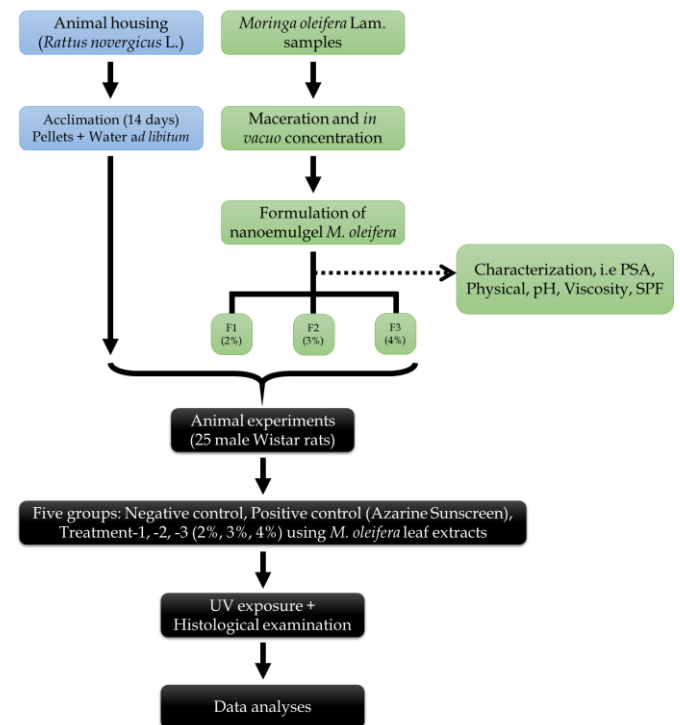 Animal housing
(Rattus novergicus L.)
Moringa oleifera Lam.
samples
Acclimation (14 days)
Pellets + Water ad libitum
Maceration and in
vacuo concentration
Formulation of
nanoemulgel M. oleifera
Characterization, i.e PSA,
Physical, pH, Viscosity, SPF
F1
(2%)
F2
(3%)
F3
(4%)
Animal experiments
(25 male Wistar rats)
Five groups: Negative control, Positive control (Azarine Sunscreen),
Treatment-1, -2, -3 (2%, 3%, 4%) using M. oleifera leaf extracts
UV exposure +
Histological examination
Data analyses